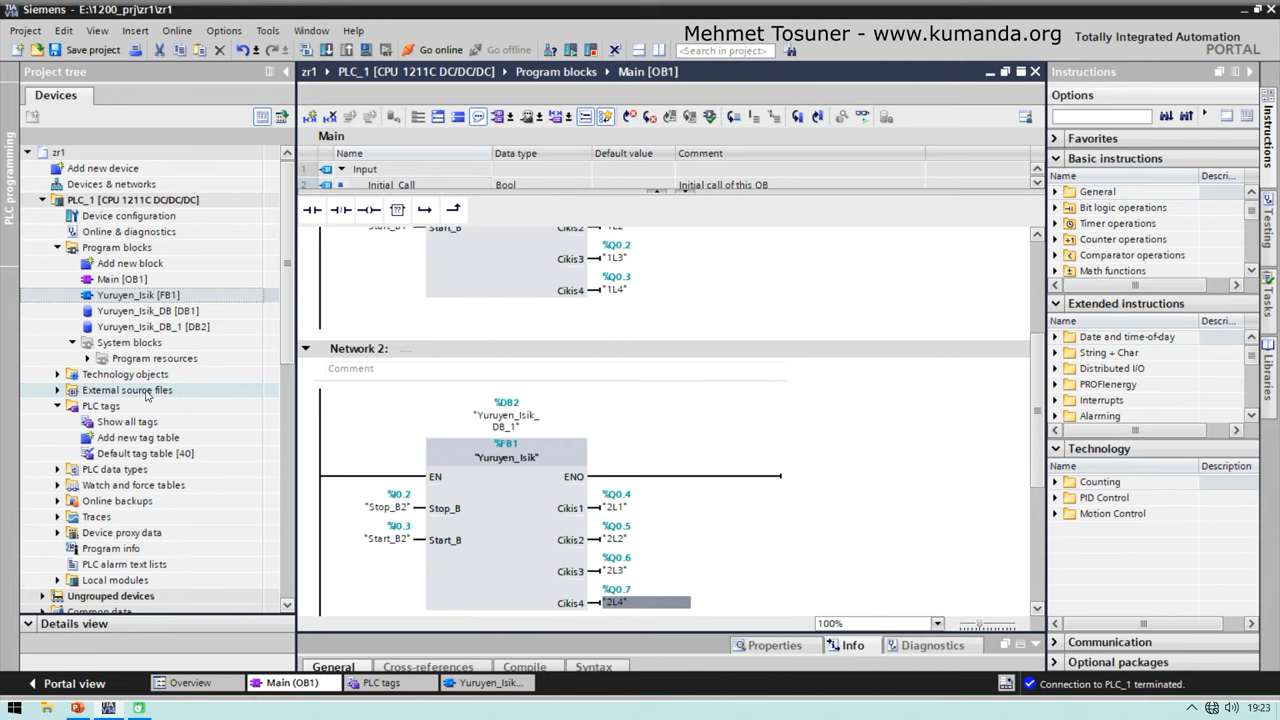 Siemens - E:\1200_prj\zr1\zr1
Project Edit View Insert Online Options Tools Window Help
Mehmet Tosuner - www.kumanda.org
Totally Integrated Automation
PORTAL
Save project
Go online
Go offline
<Search in project>
Project tree
zr1 PLC_1 [CPU 1211C DC/DC/DC] Program blocks Main [OB1]
Instructions
Devices
Options
PLC programming
Main
Name Data type Default value Comment
1 Input
2 Initial_Call Bool Initial call of this OB
zr1
Add new device
Devices & networks
PLC_1 [CPU 1211C DC/DC/DC]
Device configuration
Online & diagnostics
Program blocks
Add new block
Main [OB1]
Yuruyen_Isik [FB1]
Yuruyen_Isik_DB [DB1]
Yuruyen_Isik_DB_1 [DB2]
System blocks
Program resources
Technology objects
External source files
PLC tags
Show all tags
Add new tag table
Default tag table [40]
PLC data types
Watch and force tables
Online backups
Traces
Device proxy data
Program info
PLC alarm text lists
Local modules
Ungrouped devices
Common data
Details view
Start_B
Cikis2
%Q0.2
Cikis3 "1L3"
%Q0.3
Cikis4 "1L4"
Network 2: .....
Comment
%DB2
"Yuruyen_Isik_
DB_1"
%FB1
"Yuruyen_Isik"
EN ENO
%I0.2 %Q0.4
"Stop_B2" Stop_B Cikis1 "2L1"
%I0.3 %Q0.5
"Start_B2" Start_B Cikis2 "2L2"
%Q0.6
Cikis3 "2L3"
%Q0.7
Cikis4 "2L4"
100%
Properties Info Diagnostics
General Cross-references Compile Syntax
Favorites
Basic instructions
Name Descri...
General
Bit logic operations
Timer operations
Counter operations
Comparator operations
Math functions
Extended instructions
Name Descri...
Date and time-of-day
String + Char
Distributed I/O
PROFIenergy
Interrupts
Alarming
Technology
Name Description
Counting
PID Control
Motion Control
Communication
Optional packages
Instructions
Testing
Tasks
Libraries
Portal view
Overview
Main (OB1)
PLC tags
Yuruyen_Isik...
Connection to PLC_1 terminated.
19:23